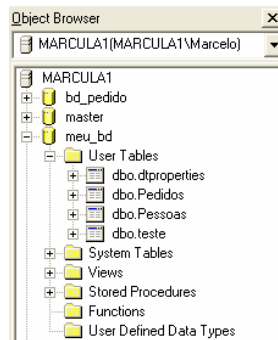 Object Browser
MARCULA1(MARCULA1\Marcelo)
MARCULA1
bd_pedido
master
meu_bd
User Tables
dbo.dtproperties
dbo.Pedidos
dbo.Pessoas
dbo.teste
System Tables
Views
Stored Procedures
Functions
User Defined Data Types